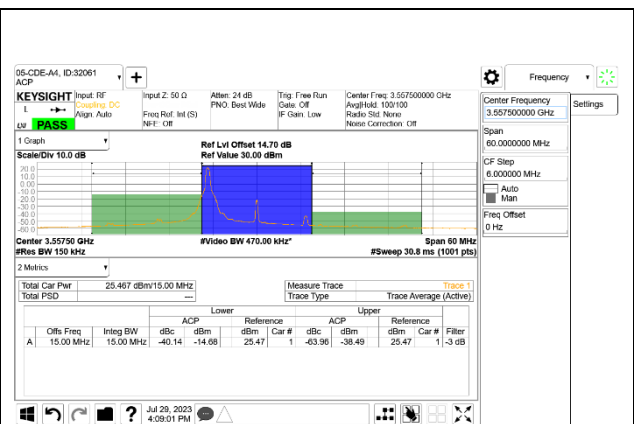 05-CDE-A4, ID:32061
ACP
Frequency
KEYSIGHT Input: RF Input Z: 50 Ω Atten: 24 dB Trig: Free Run Center Freq: 3.557500000 GHz
Coupling: DC PNO: Best Wide Gate: Off Avg|Hold: 100/100
Align: Auto Freq Ref: Int (S) IF Gain: Low Radio Std: None
PASS NFE: Off Noise Correction: Off
Center Frequency
3.557500000 GHz
Settings
Span
60.0000000 MHz
CF Step
6.000000 MHz
Auto
Man
Freq Offset
0 Hz
1 Graph Ref Lvl Offset 14.70 dB
Scale/Div 10.0 dB Ref Value 30.00 dBm
20.0
10.0
0.00
-10.0
-20.0
-30.0
-40.0
-50.0
-60.0
Center 3.55750 GHz #Video BW 470.00 kHz* Span 60 MHz
#Res BW 150 kHz #Sweep 30.8 ms (1001 pts)
2 Metrics
Total Car Pwr 25.467 dBm/15.00 MHz Measure Trace Trace 1
Total PSD --- Trace Type Trace Average (Active)
Lower Upper
ACP Reference ACP Reference
Offs Freq Integ BW dBc dBm dBm Car # dBc dBm dBm Car # Filter
A 15.00 MHz 15.00 MHz -40.14 -14.68 25.47 1 -63.96 -38.49 25.47 1 -3 dB
Jul 29, 2023
4:09:01 PM